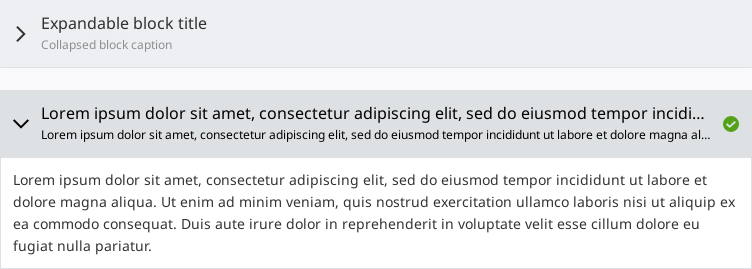 Expandable block title
Collapsed block caption
Lorem ipsum dolor sit amet, consectetur adipiscing elit, sed do eiusmod tempor incidi...
Lorem ipsum dolor sit amet, consectetur adipiscing elit, sed do eiusmod tempor incididunt ut labore et dolore magna al...
Lorem ipsum dolor sit amet, consectetur adipiscing elit, sed do eiusmod tempor incididunt ut labore et
dolore magna aliqua. Ut enim ad minim veniam, quis nostrud exercitation ullamco laboris nisi ut aliquip ex
ea commodo consequat. Duis aute irure dolor in reprehenderit in voluptate velit esse cillum dolore eu
fugiat nulla pariatur.